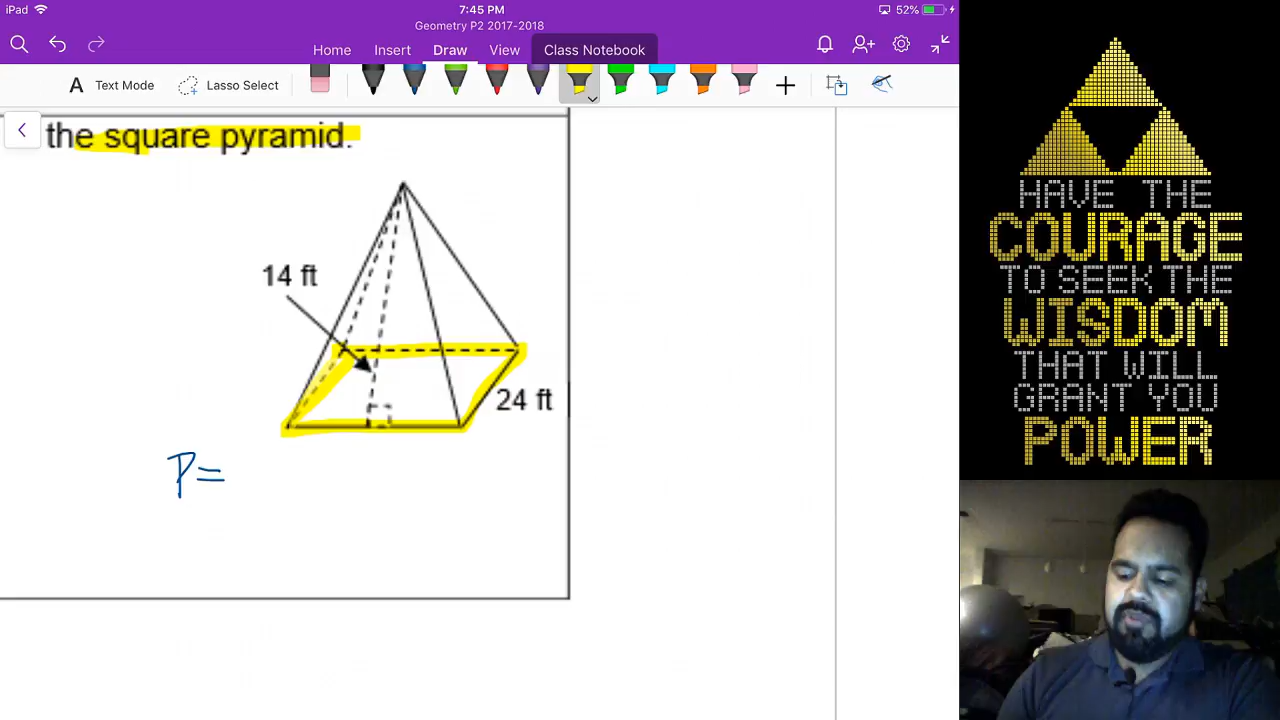 iPad
7:45 PM
52%
Geometry P2 2017-2018
Home Insert Draw View Class Notebook
A Text Mode Lasso Select
the square pyramid.
14 ft
24 ft
P=
HAVE THE
COURAGE
TO SEEK THE
WISDOM
THAT WILL
GRANT YOU
POWER